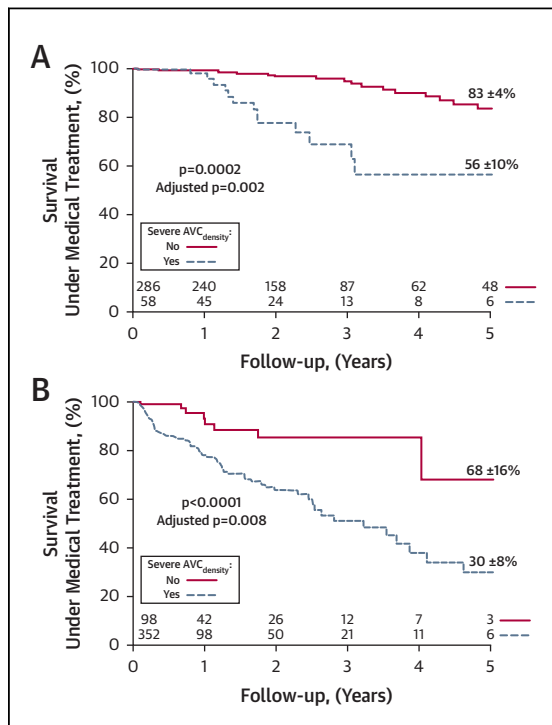 A
Survival
Under Medical Treatment, (%)
100
80
60
40
20
0
83 ±4%
56 ±10%
p=0.0002
Adjusted p=0.002
Severe AVCdensity:
No
Yes
286 240 158 87 62 48
58 45 24 13 8 6
0 1 2 3 4 5
Follow-up, (Years)
B
Survival
Under Medical Treatment, (%)
100
80
60
40
20
0
68 ±16%
30 ±8%
p<0.0001
Adjusted p=0.008
Severe AVCdensity:
No
Yes
98 42 26 12 7 3
352 98 50 21 11 6
0 1 2 3 4 5
Follow-up, (Years)